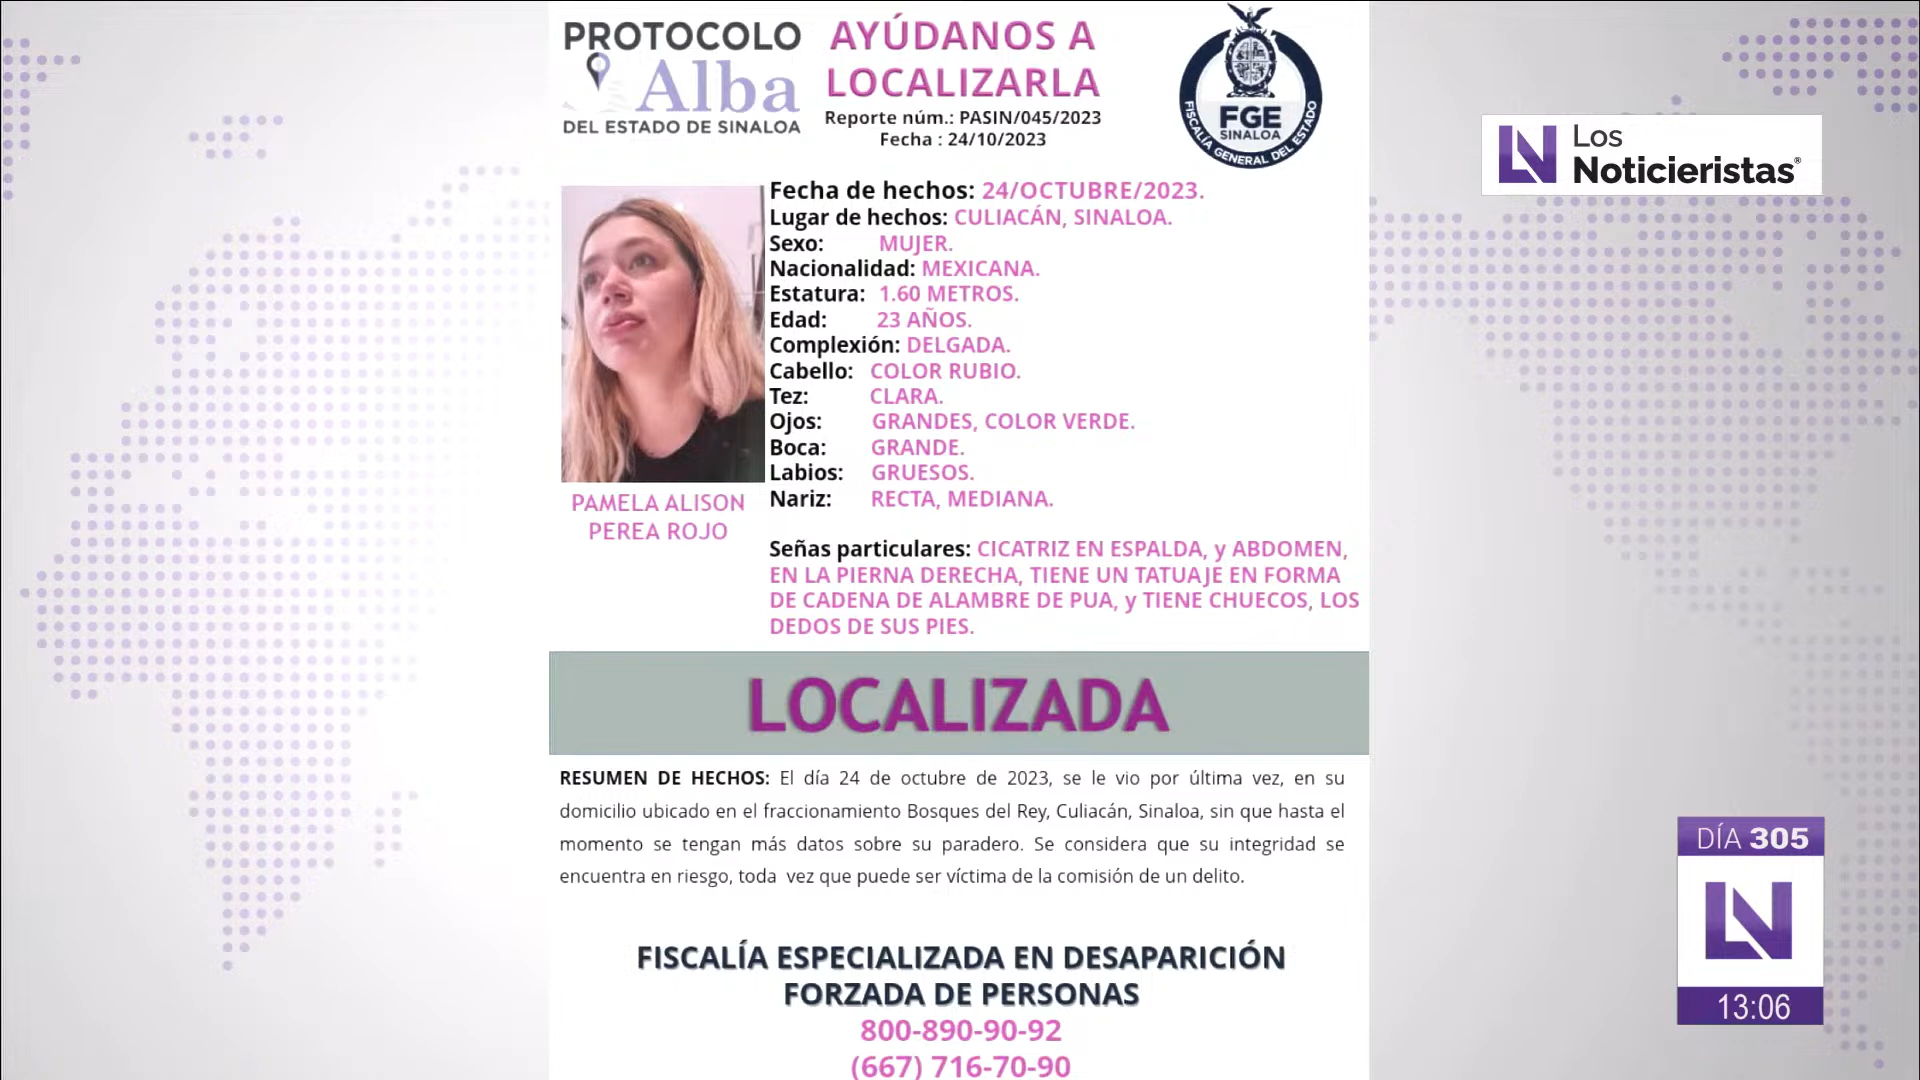 PROTOCOLO
Alba
DEL ESTADO DE SINALOA
AYÚDANOS A
LOCALIZARLA
Reporte núm.: PASIN/045/2023
Fecha : 24/10/2023
FGE
SINALOA
FISCALÍA GENERAL DEL ESTADO
Los
Noticieristas®
Fecha de hechos: 24/OCTUBRE/2023.
Lugar de hechos: CULIACÁN, SINALOA.
Sexo: MUJER.
Nacionalidad: MEXICANA.
Estatura: 1.60 METROS.
Edad: 23 AÑOS.
Complexión: DELGADA.
Cabello: COLOR RUBIO.
Tez: CLARA.
Ojos: GRANDES, COLOR VERDE.
Boca: GRANDE.
Labios: GRUESOS.
Nariz: RECTA, MEDIANA.
PAMELA ALISON
PEREA ROJO
Señas particulares: CICATRIZ EN ESPALDA, y ABDOMEN,
EN LA PIERNA DERECHA, TIENE UN TATUAJE EN FORMA
DE CADENA DE ALAMBRE DE PUA, y TIENE CHUECOS, LOS
DEDOS DE SUS PIES.
LOCALIZADA
RESUMEN DE HECHOS: El día 24 de octubre de 2023, se le vio por última vez, en su
domicilio ubicado en el fraccionamiento Bosques del Rey, Culiacán, Sinaloa, sin que hasta el
momento se tengan más datos sobre su paradero. Se considera que su integridad se
encuentra en riesgo, toda vez que puede ser víctima de la comisión de un delito.
FISCALÍA ESPECIALIZADA EN DESAPARICIÓN
FORZADA DE PERSONAS
800-890-90-92
(667) 716-70-90
DÍA 305
LN
13:06